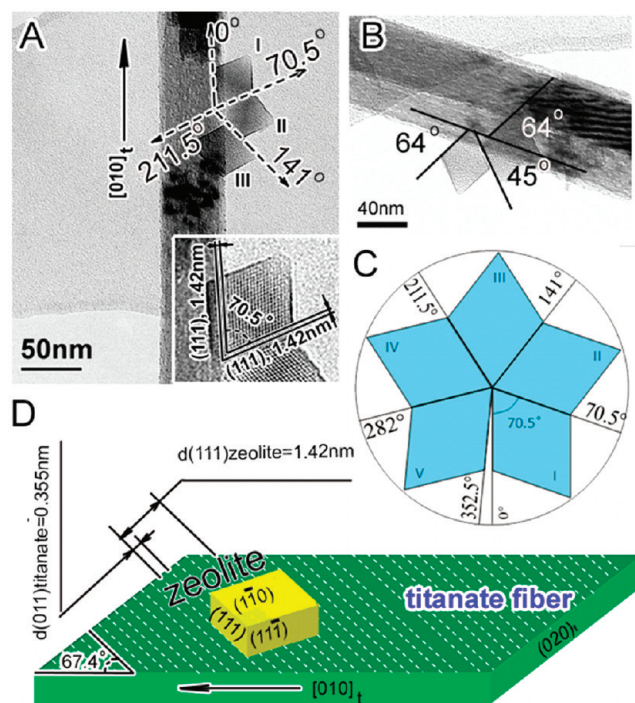 A
0°
I
70.5°
II
211.5°
141°
III
[010]t
(111), 1.42nm
70.5°
(111), 1.42nm
50nm
B
64°
64°
45°
40nm
C
III
211.5°
141°
IV
II
282°
70.5°
70.5°
V
I
352.5°
0°
D
d(111)zeolite=1.42nm
d(011)titanate=0.355nm
zeolite
(11̄0)
(111)
(111̄)
titanate fiber
67.4°
[010]t
(020)t